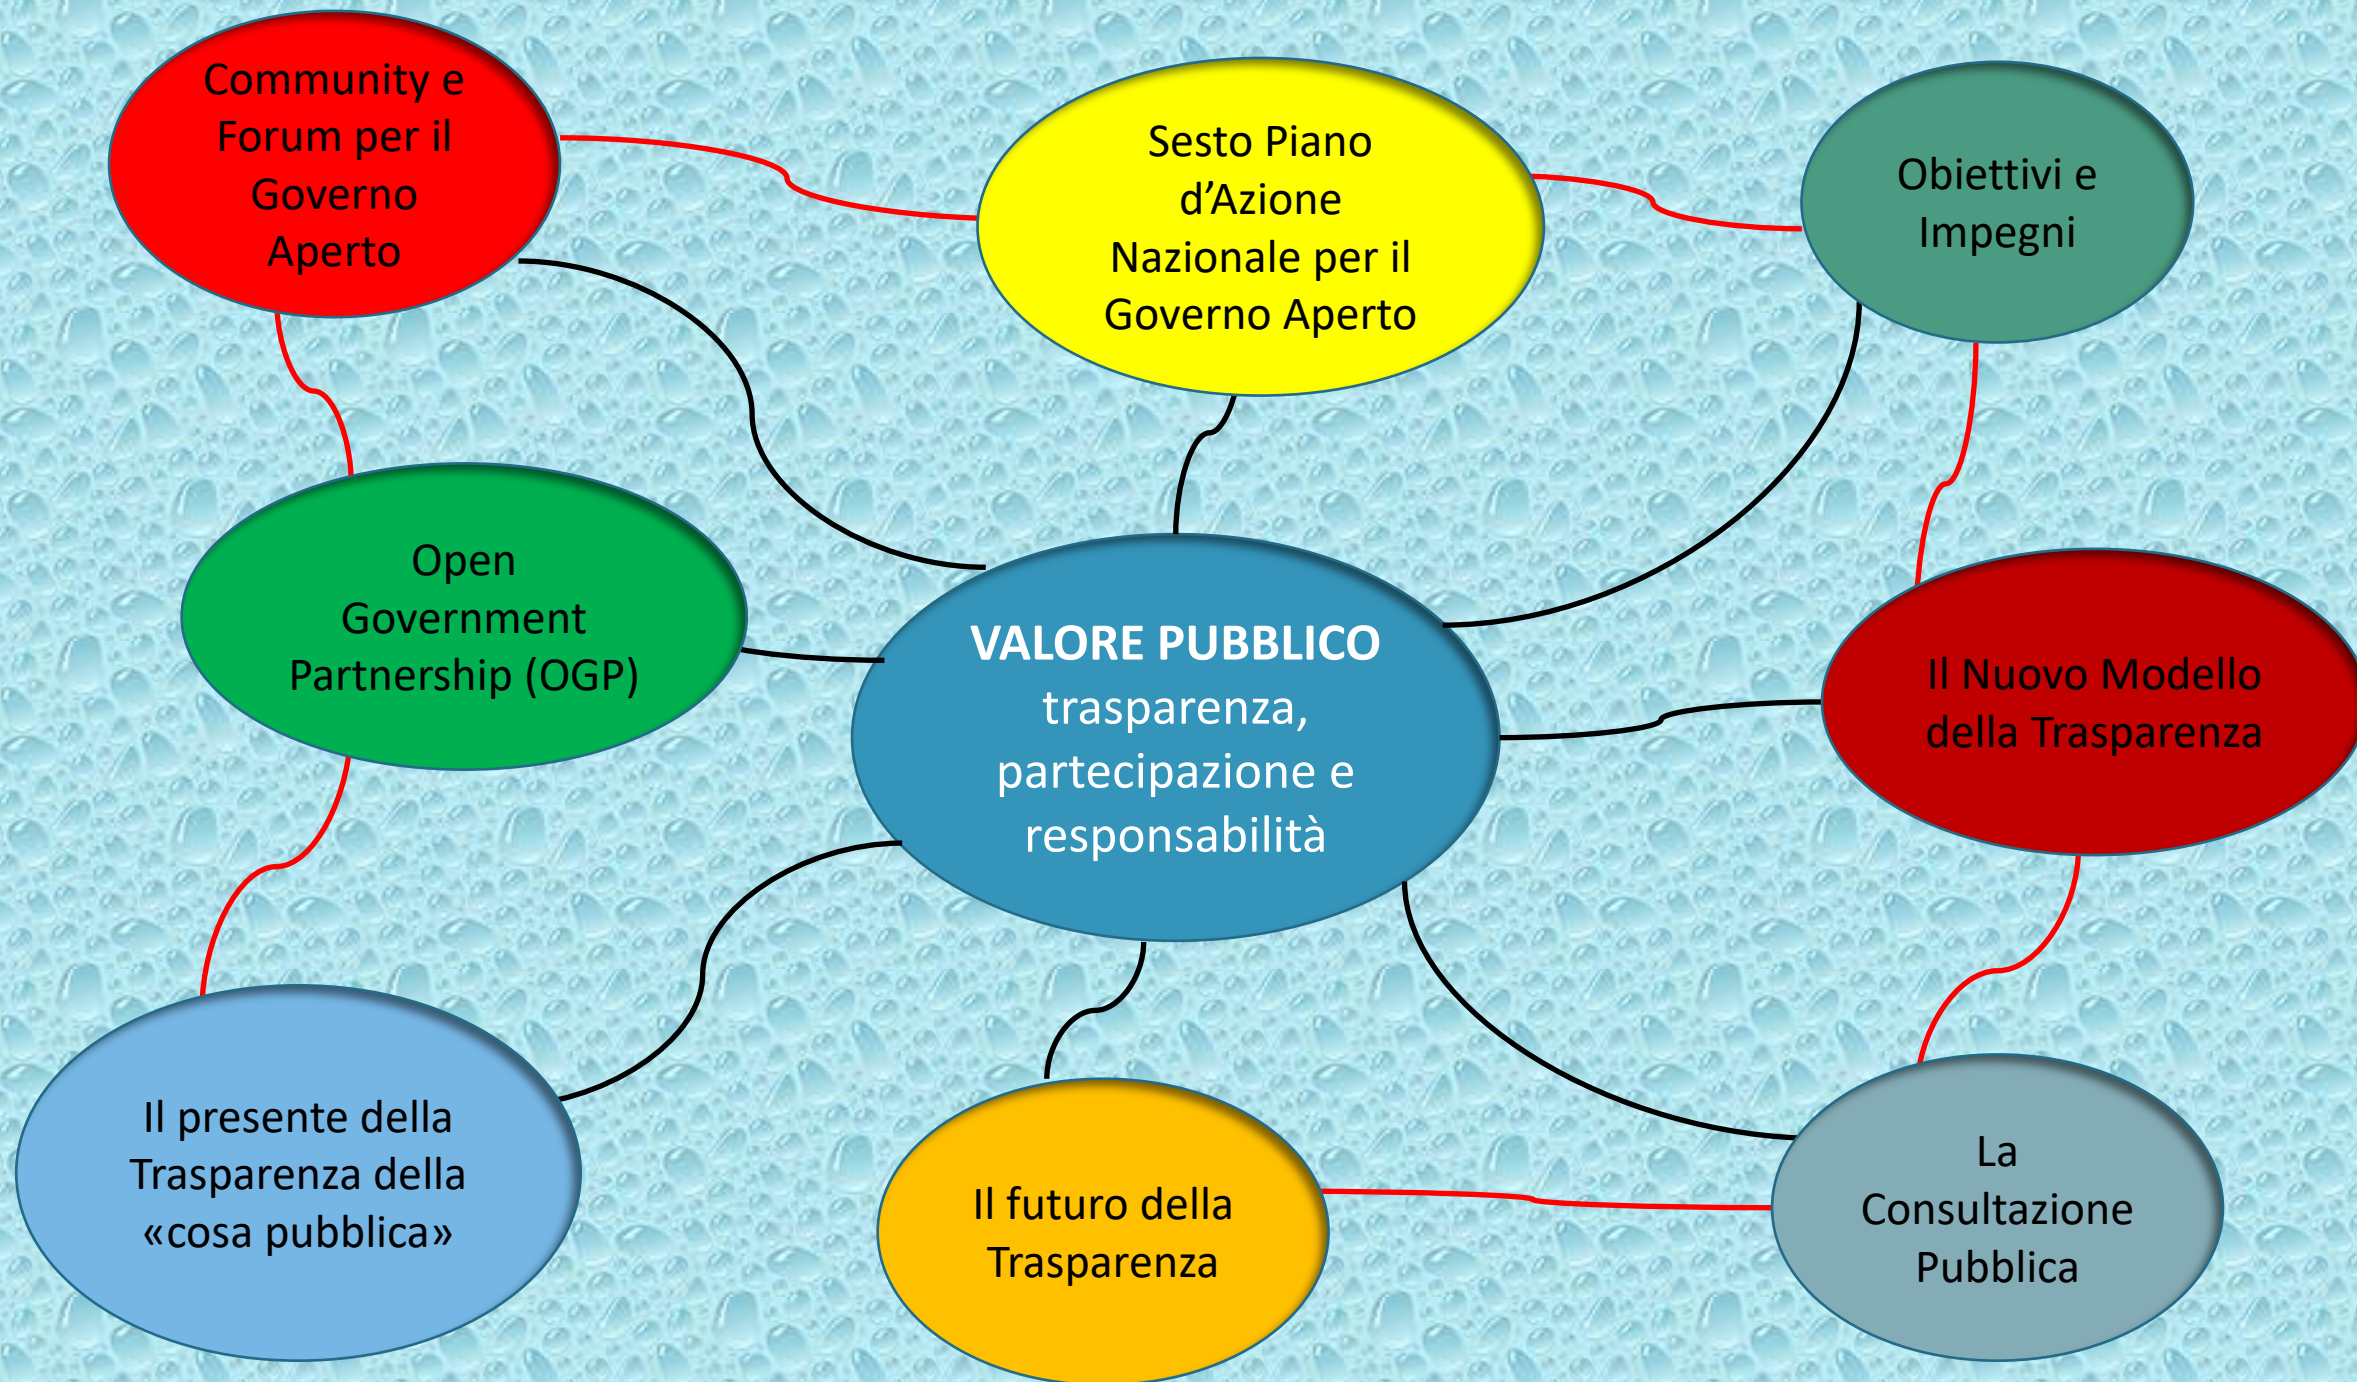 Community e
Forum per il
Governo
Aperto
Sesto Piano
d’Azione
Nazionale per il
Governo Aperto
Obiettivi e
Impegni
Open
Government
Partnership (OGP)
VALORE PUBBLICO
trasparenza,
partecipazione e
responsabilità
Il Nuovo Modello
della Trasparenza
Il presente della
Trasparenza della
«cosa pubblica»
Il futuro della
Trasparenza
La
Consultazione
Pubblica